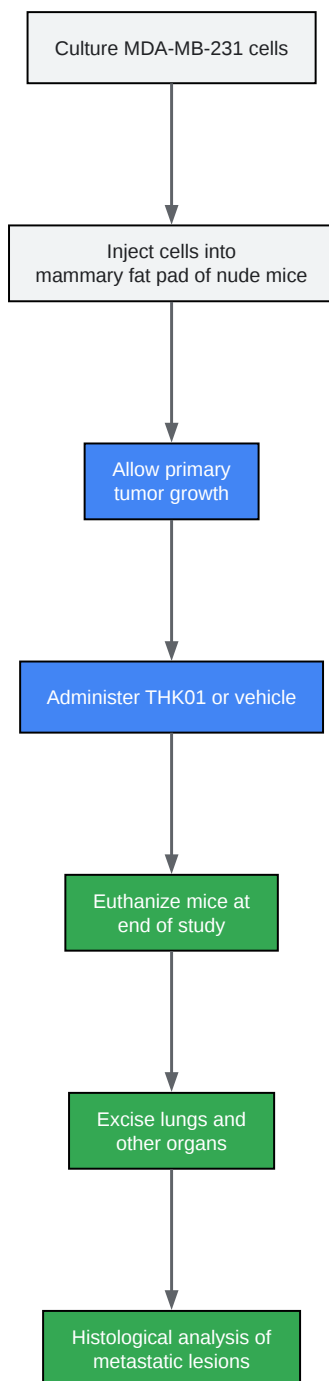 Culture MDA-MB-231 cells
Inject cells into
mammary fat pad of nude mice
Allow primary
tumor growth
Administer THK01 or vehicle
Euthanize mice at
end of study
Excise lungs and
other organs
Histological analysis of
metastatic lesions